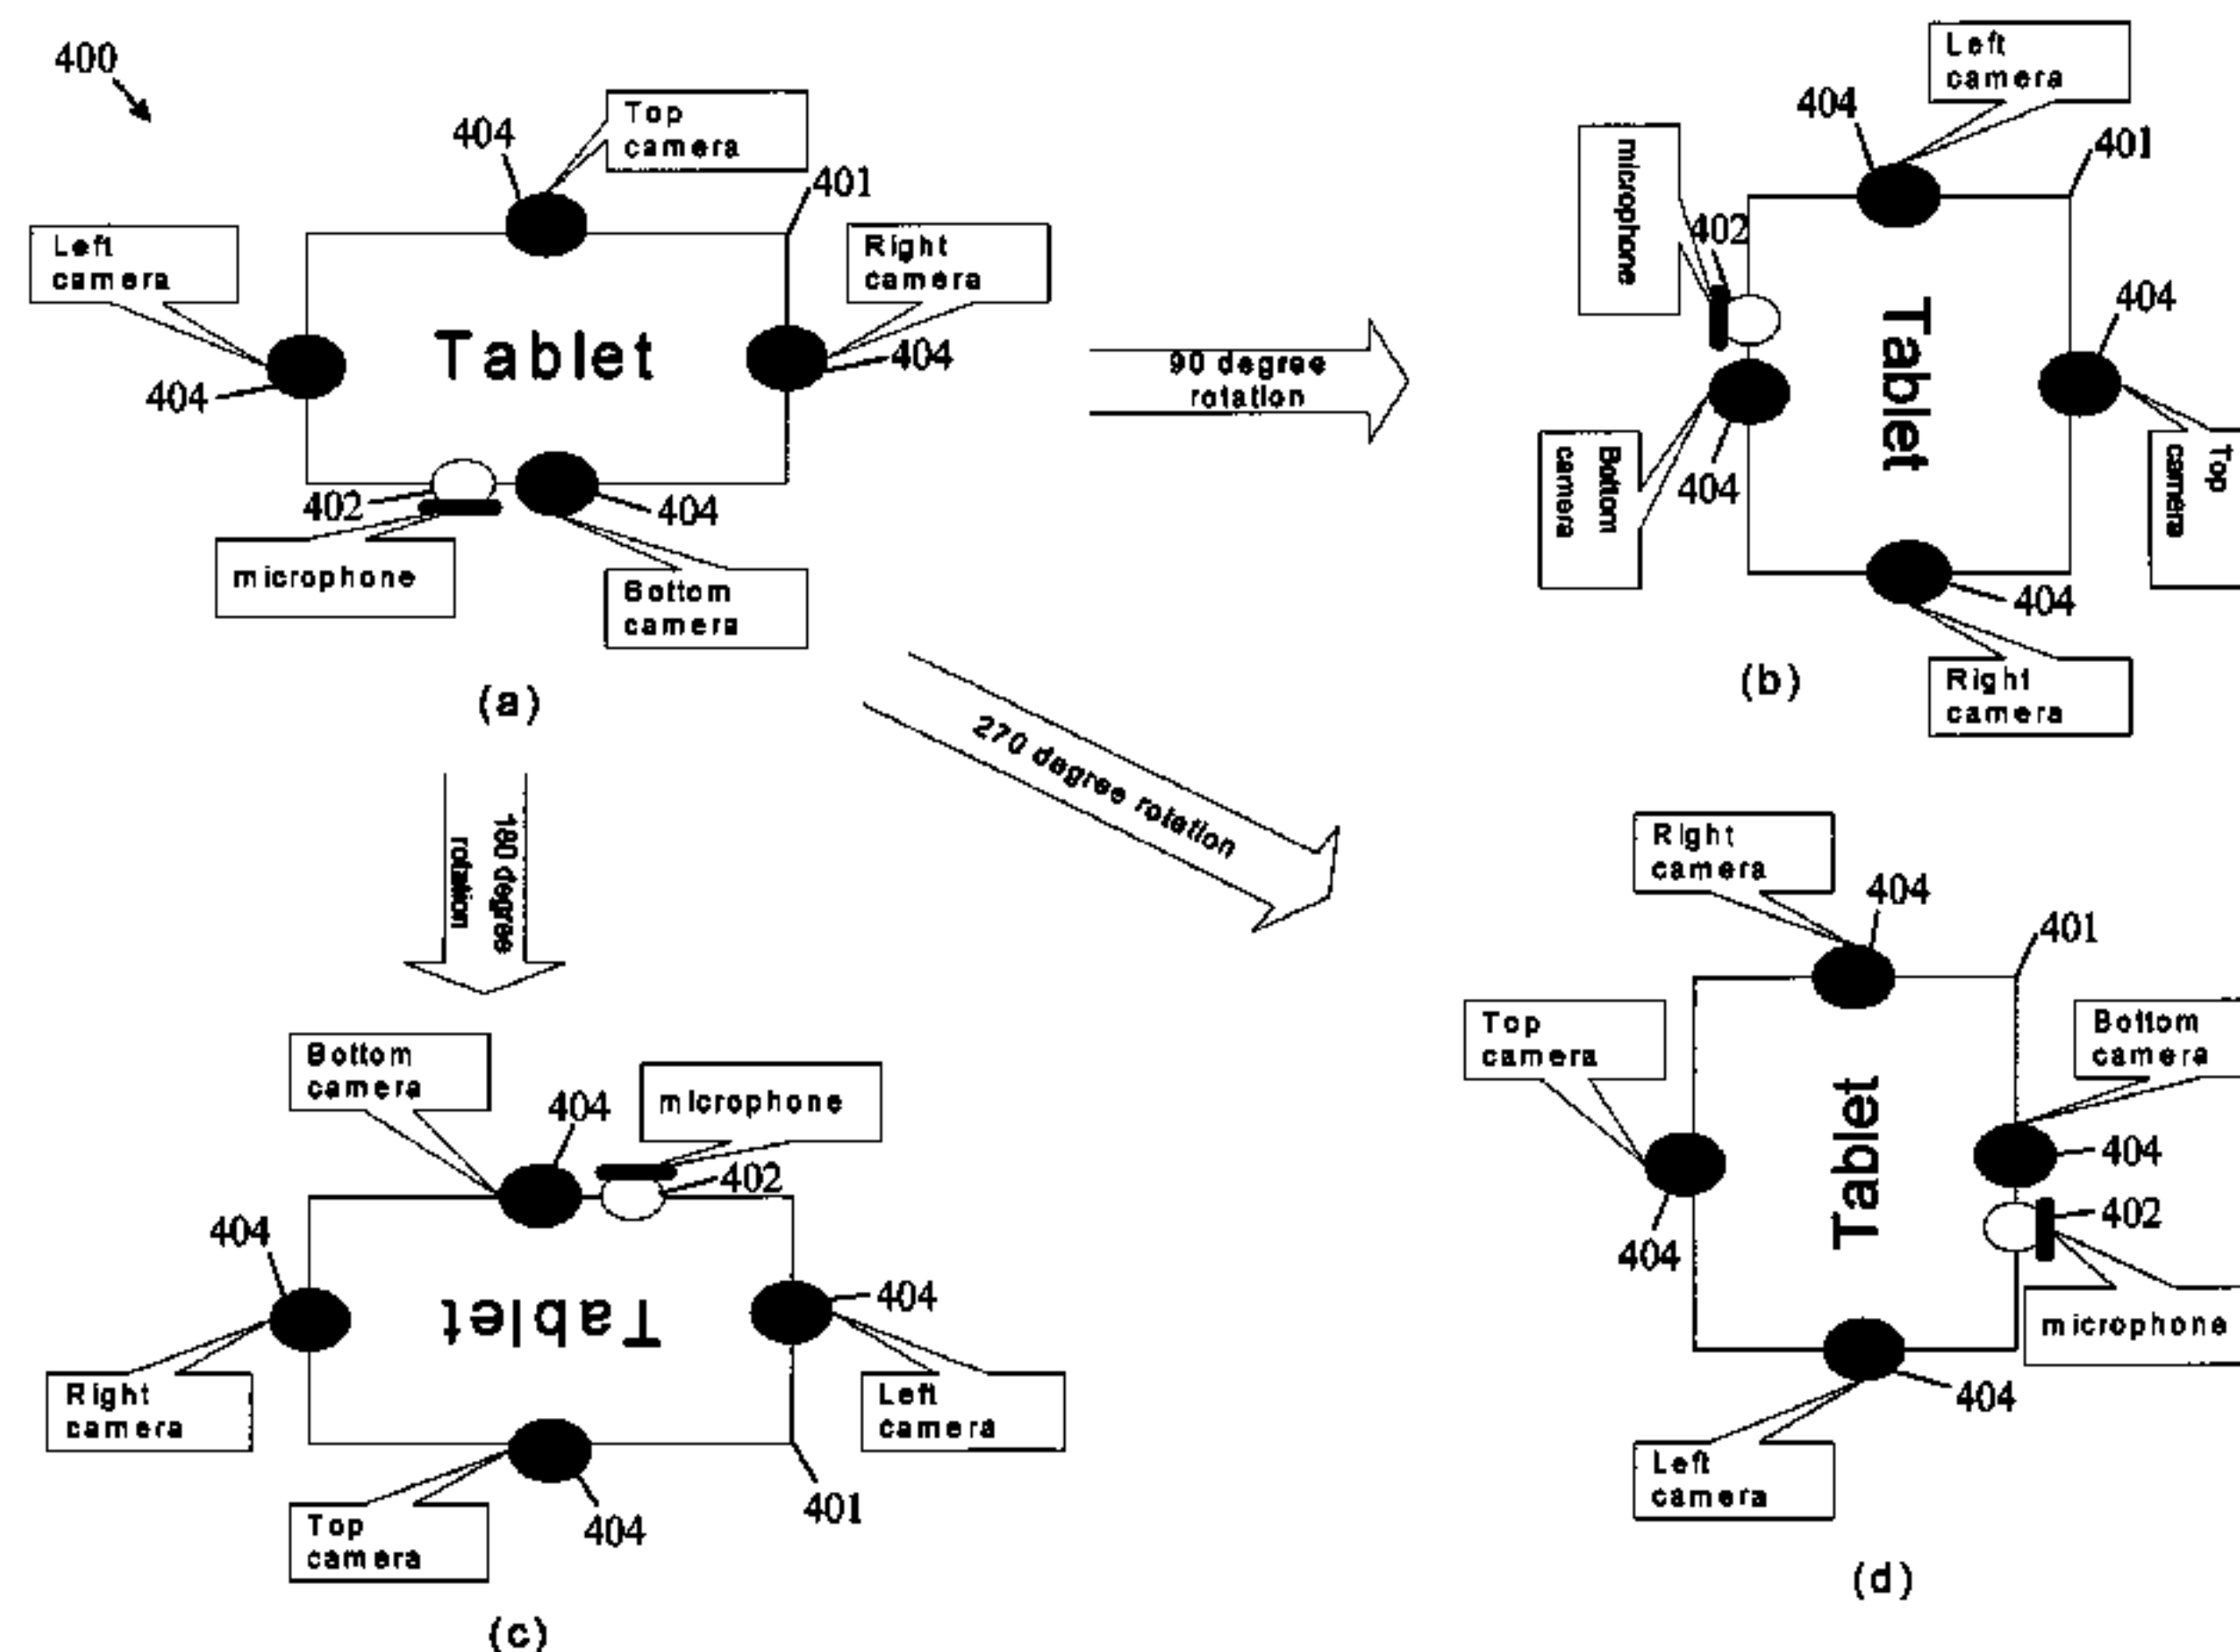 400
404
Top
camera
401
Left
camera
Right
camera
Tablet
404
404
402
404
microphone
Bottom
camera
(a)
90 degree
rotation
Left
camera
404
401
microphone
402
404
Tablet
Bottom
camera
404
Top
camera
404
Right
camera
(b)
270 degree rotation
180 degree
rotation
Right
camera
404
401
Top
camera
Bottom
camera
Tablet
404
402
404
microphone
404
Left
camera
(d)
Bottom
camera
404
microphone
402
404
404
Tablet
Right
camera
Left
camera
Top
camera
404
401
(c)